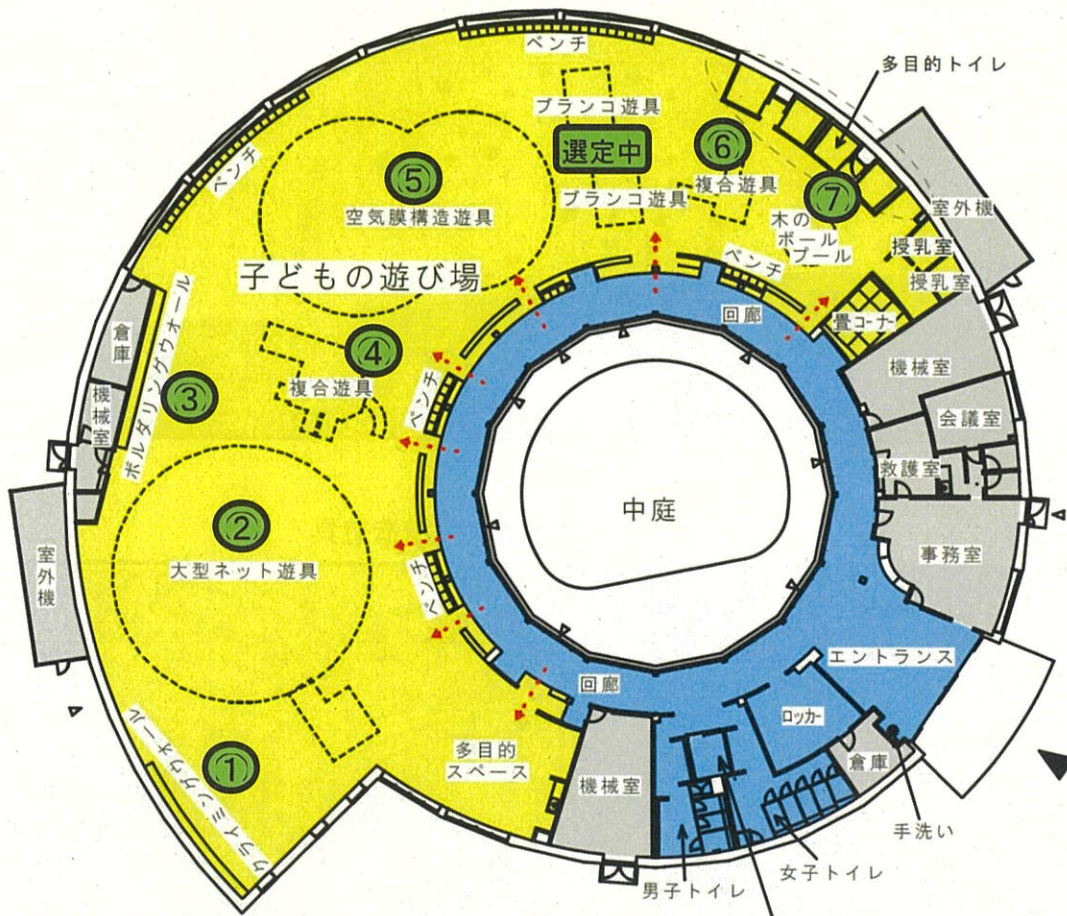 ベンチ
多目的トイレ
ブランコ遊具
選定中
⑥
⑤
複合遊具
ベンチ
ブランコ遊具
⑦
空気膜構造遊具
木の
ボール
プール
室外機
授乳室
子どもの遊び場
ベンチ
授乳室
回廊
畳コーナー
倉庫
④
機械室
ボルダリングウォール
複合遊具
ベンチ
機械室
③
会議室
救護室
②
中庭
大型ネット遊具
室外機
ベンチ
事務室
エントランス
回廊
ロッカー
クライミングウォール
①
多目的
スペース
機械室
倉庫
手洗い
女子トイレ
男子トイレ